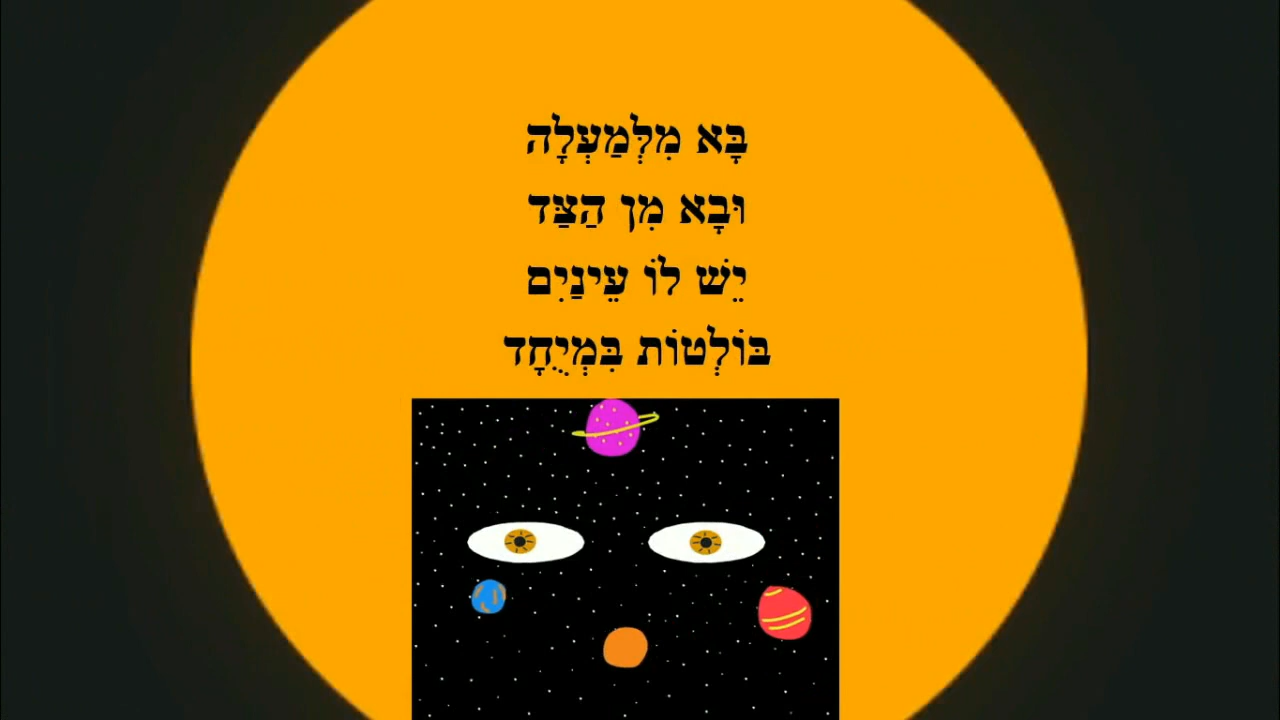 בָּא מִלְּמַעְלָה
וּבָא מִן הַצַּד
יֵשׁ לוֹ עֵינַיִם
בּוֹלְטוֹת בִּמְיֻחָד